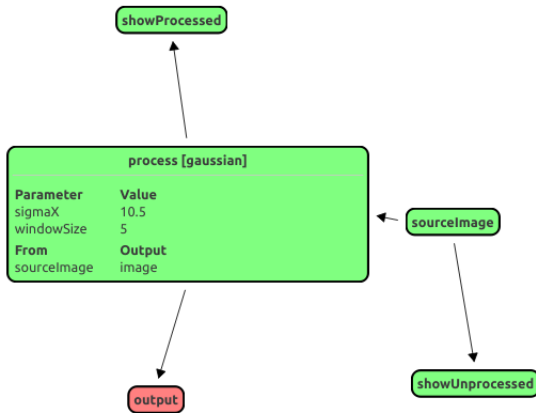 showProcessed
process [gaussian]
Parameter Value
sigmaX 10.5
windowSize 5
From Output
sourceImage image
sourceImage
showUnprocessed
output